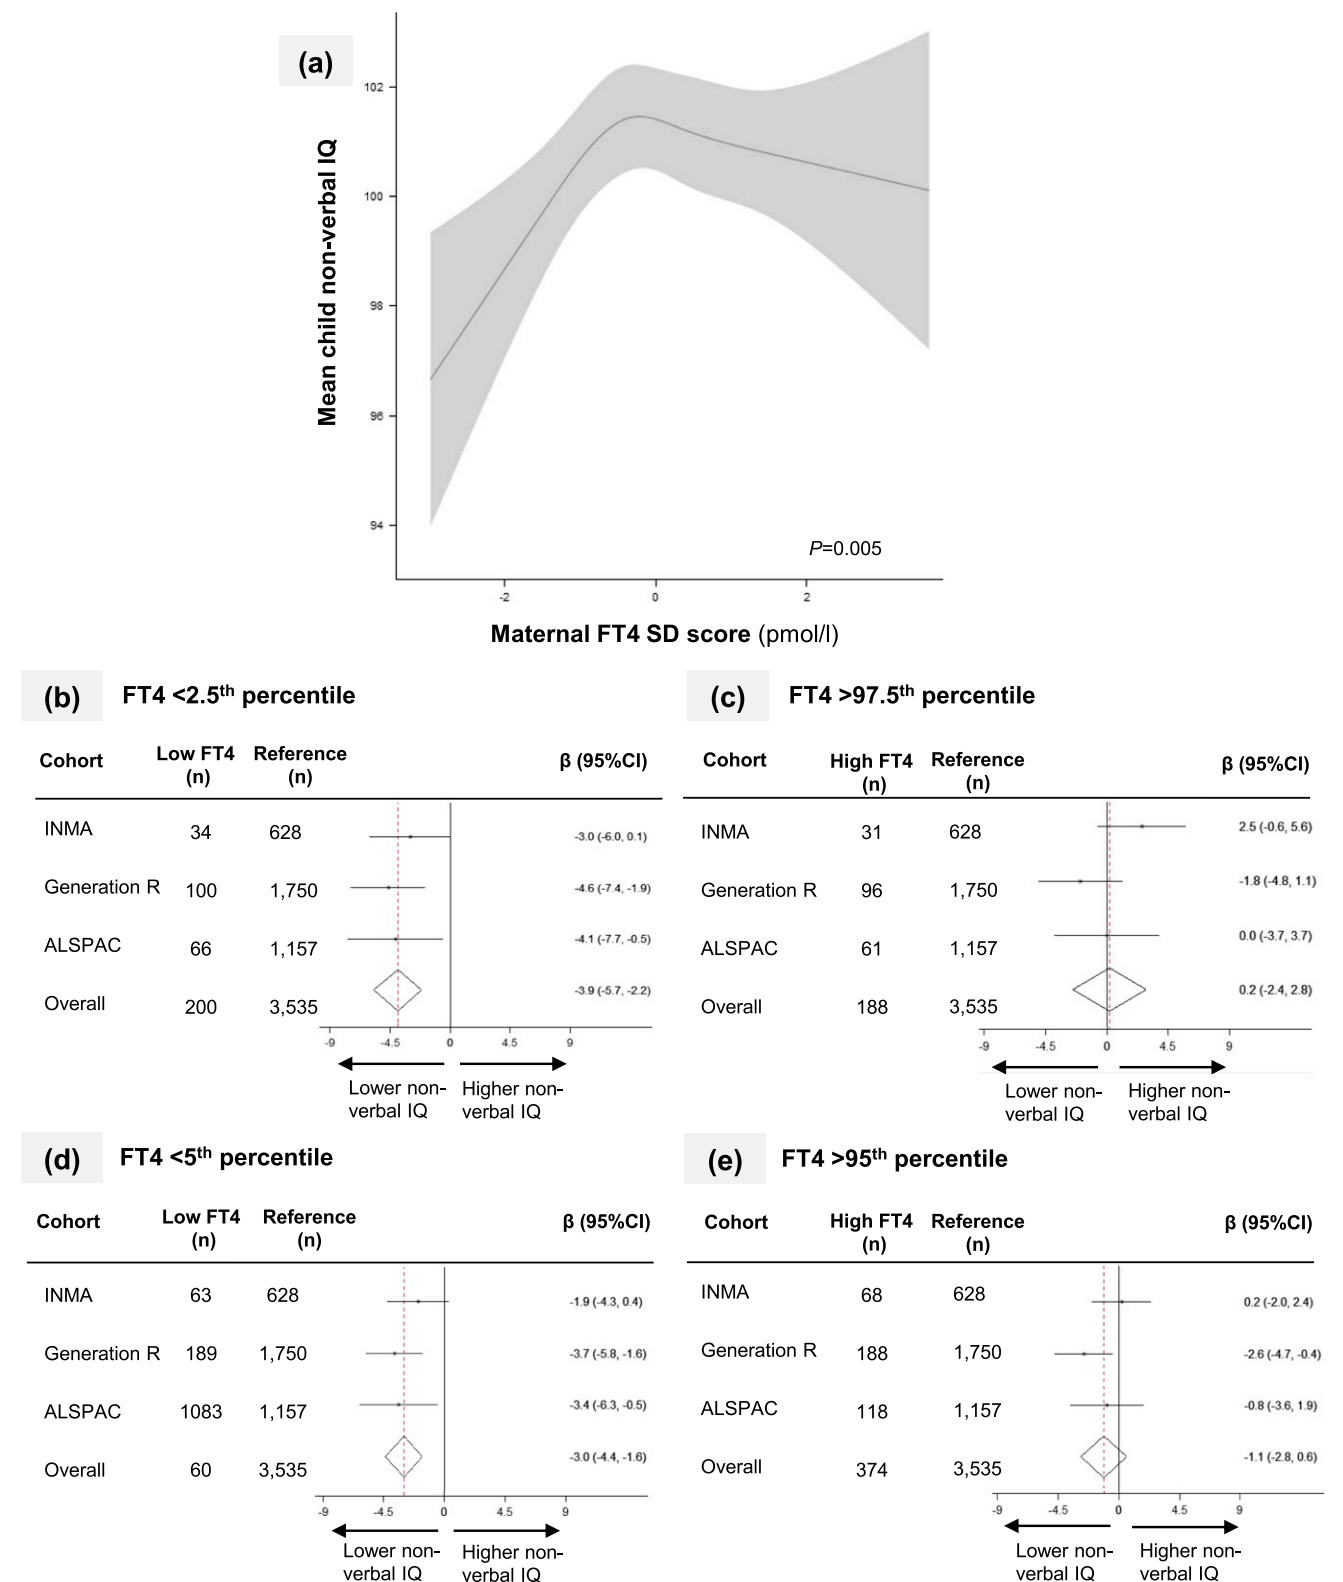 (a)
Mean child non-verbal IQ
102
100
98
96
94
P=0.005
-2 0 2
Maternal FT4 SD score (pmol/l)
(b) FT4 <2.5th percentile
Cohort Low FT4 (n) Reference (n) β (95%CI)
INMA 34 628 -3.0 (-6.0, 0.1)
Generation R 100 1,750 -4.6 (-7.4, -1.9)
ALSPAC 66 1,157 -4.1 (-7.7, -0.5)
Overall 200 3,535 -3.9 (-5.7, -2.2)
-9 -4.5 0 4.5 9
Lower non- Higher non-
verbal IQ verbal IQ
(c) FT4 >97.5th percentile
Cohort High FT4 (n) Reference (n) β (95%CI)
INMA 31 628 2.5 (-0.6, 5.6)
Generation R 96 1,750 -1.8 (-4.8, 1.1)
ALSPAC 61 1,157 0.0 (-3.7, 3.7)
Overall 188 3,535 0.2 (-2.4, 2.8)
-9 -4.5 0 4.5 9
Lower non- Higher non-
verbal IQ verbal IQ
(d) FT4 <5th percentile
Cohort Low FT4 (n) Reference (n) β (95%CI)
INMA 63 628 -1.9 (-4.3, 0.4)
Generation R 189 1,750 -3.7 (-5.8, -1.6)
ALSPAC 1083 1,157 -3.4 (-6.3, -0.5)
Overall 60 3,535 -3.0 (-4.4, -1.6)
-9 -4.5 0 4.5 9
Lower non- Higher non-
verbal IQ verbal IQ
(e) FT4 >95th percentile
Cohort High FT4 (n) Reference (n) β (95%CI)
INMA 68 628 0.2 (-2.0, 2.4)
Generation R 188 1,750 -2.6 (-4.7, -0.4)
ALSPAC 118 1,157 -0.8 (-3.6, 1.9)
Overall 374 3,535 -1.1 (-2.8, 0.6)
-9 -4.5 0 4.5 9
Lower non- Higher non-
verbal IQ verbal IQ